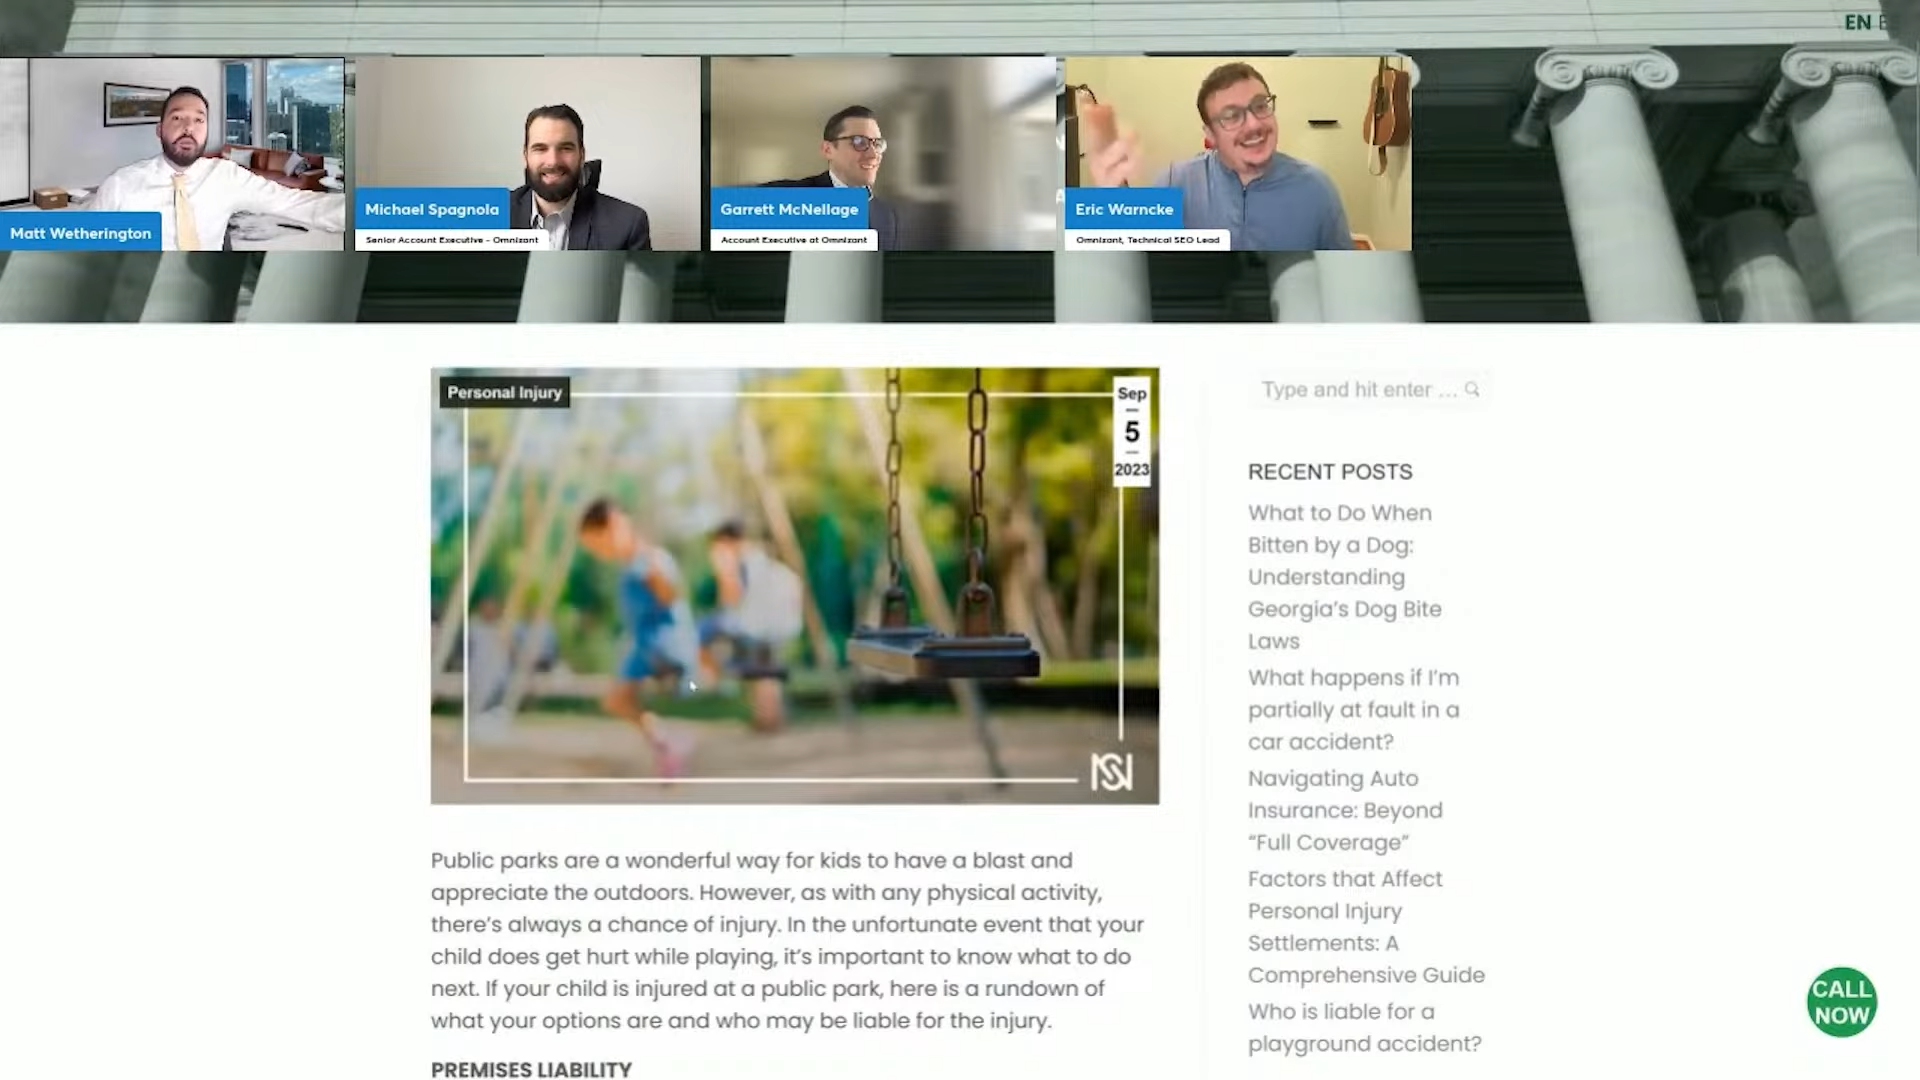 EN
Matt Wetherington
Michael Spagnola
Senior Account Executive - Omnizant
Garrett McNellage
Account Executive at Omnizant
Eric Warncke
Omnizant, Technical SEO Lead
Personal Injury
Sep
5
2023
Type and hit enter ...
RECENT POSTS
What to Do When
Bitten by a Dog:
Understanding
Georgia's Dog Bite
Laws
What happens if I'm
partially at fault in a
car accident?
Navigating Auto
Insurance: Beyond
“Full Coverage”
Factors that Affect
Personal Injury
Settlements: A
Comprehensive Guide
Who is liable for a
playground accident?
Public parks are a wonderful way for kids to have a blast and
appreciate the outdoors. However, as with any physical activity,
there's always a chance of injury. In the unfortunate event that your
child does get hurt while playing, it's important to know what to do
next. If your child is injured at a public park, here is a rundown of
what your options are and who may be liable for the injury.
PREMISES LIABILITY
CALL
NOW